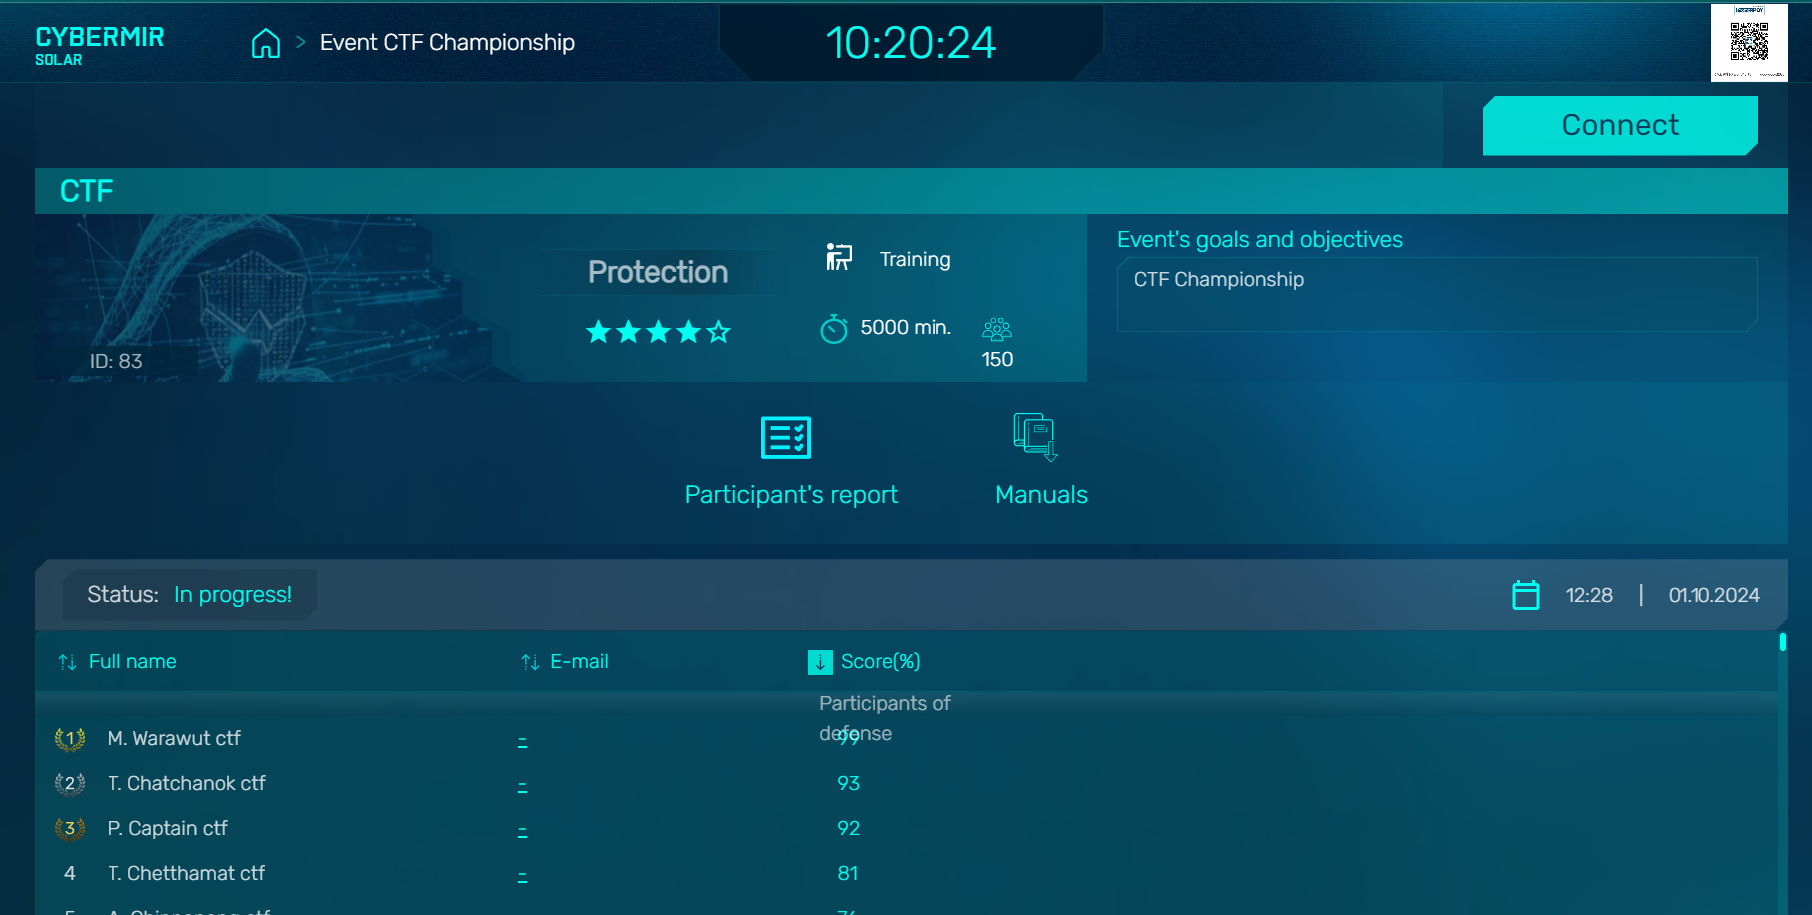 CYBERMIR
SOLAR
> Event CTF Championship
10:20:24
Connect
CTF
Protection
Training
5000 min.
150
ID: 83
Event's goals and objectives
CTF Championship
Participant's report
Manuals
Status: In progress!
12:28 | 01.10.2024
Full name E-mail Score(%)
Participants of
defense
1 M. Warawut ctf - 99
2 T. Chatchanok ctf - 93
3 P. Captain ctf - 92
4 T. Chetthamat ctf - 81